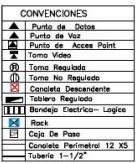 CONVENCIONES
Punto de Datos
Punto de Voz
Punto de Acces Point
Toma Video
Toma Regulada
Toma No Regulada
Canaleta Descendente
Tablero Regulado
Bandeja Electrica- Logica
Rack
Caja De Paso
Canaleta Perimetral 12 X5
Tuberia 1-1/2"